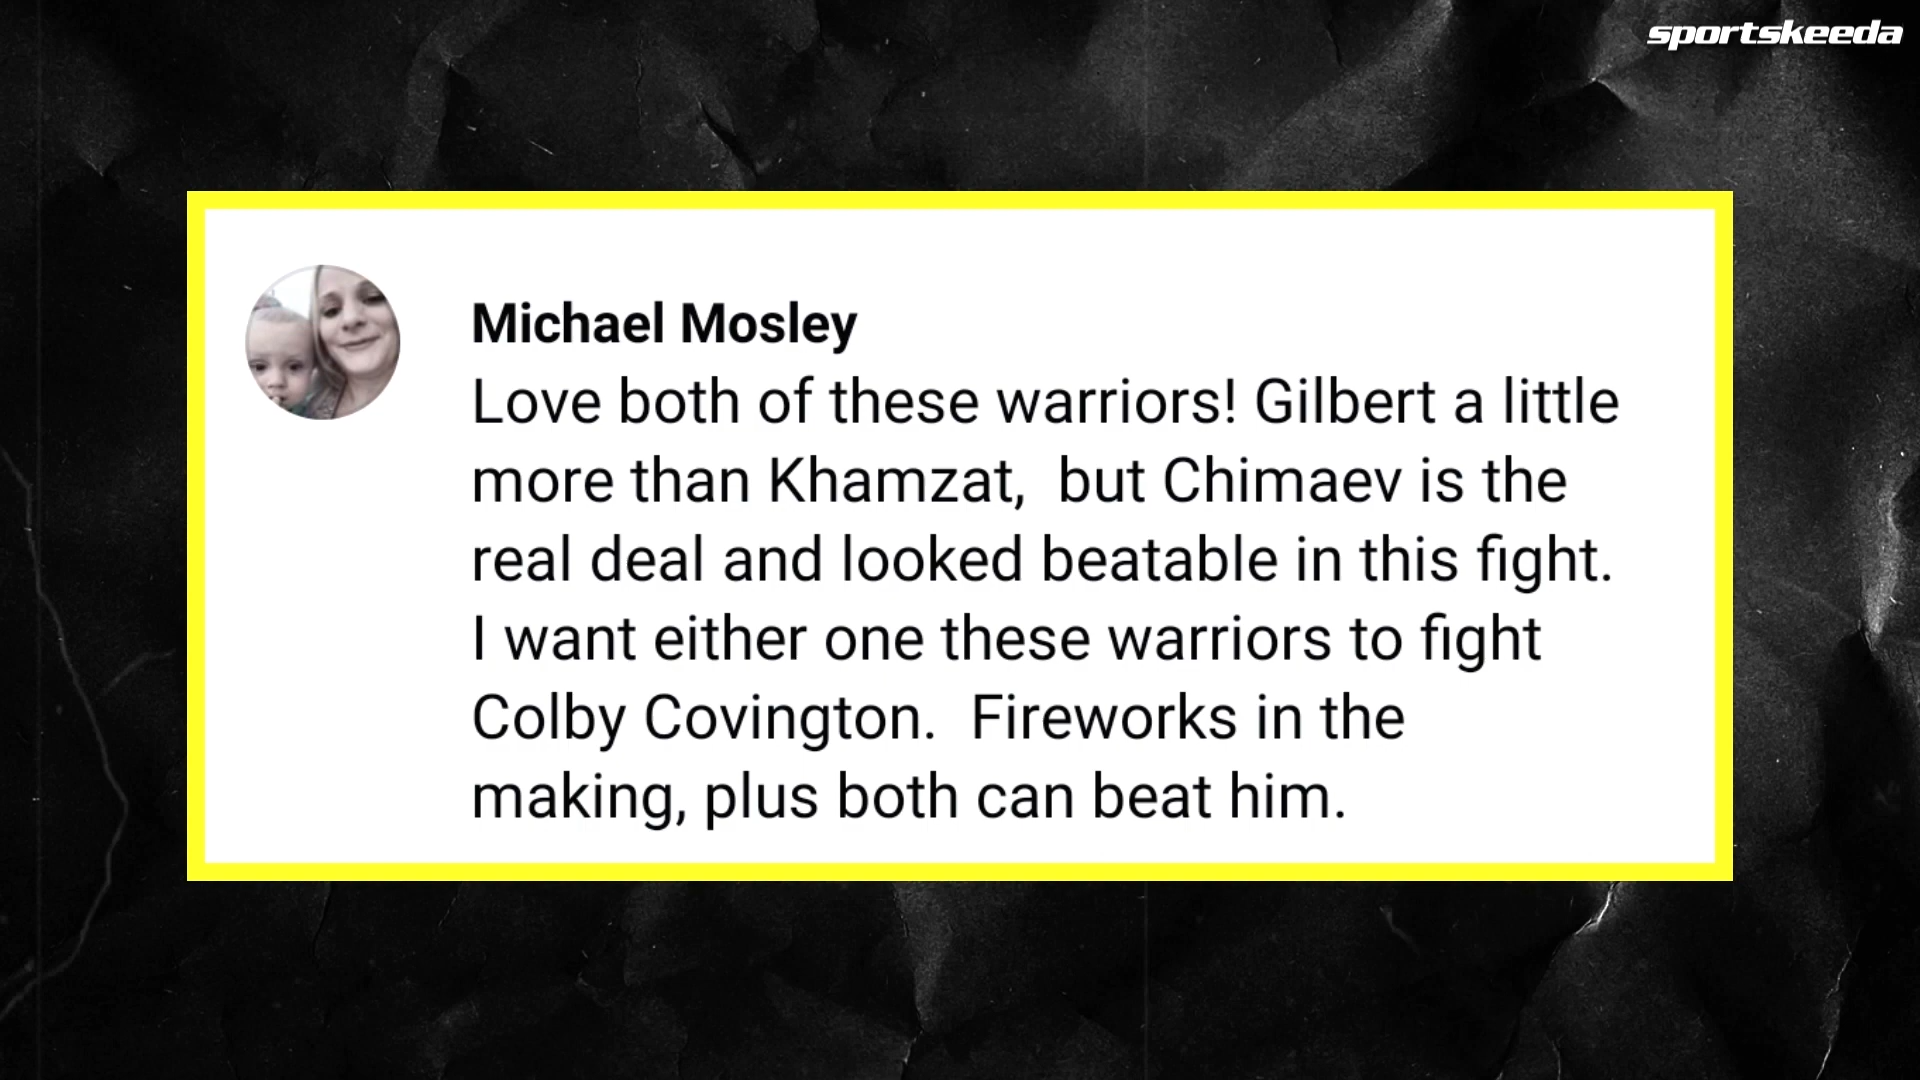 sportskeeda
Michael Mosley
Love both of these warriors! Gilbert a little
more than Khamzat,  but Chimaev is the
real deal and looked beatable in this fight.
I want either one these warriors to fight
Colby Covington.  Fireworks in the
making, plus both can beat him.